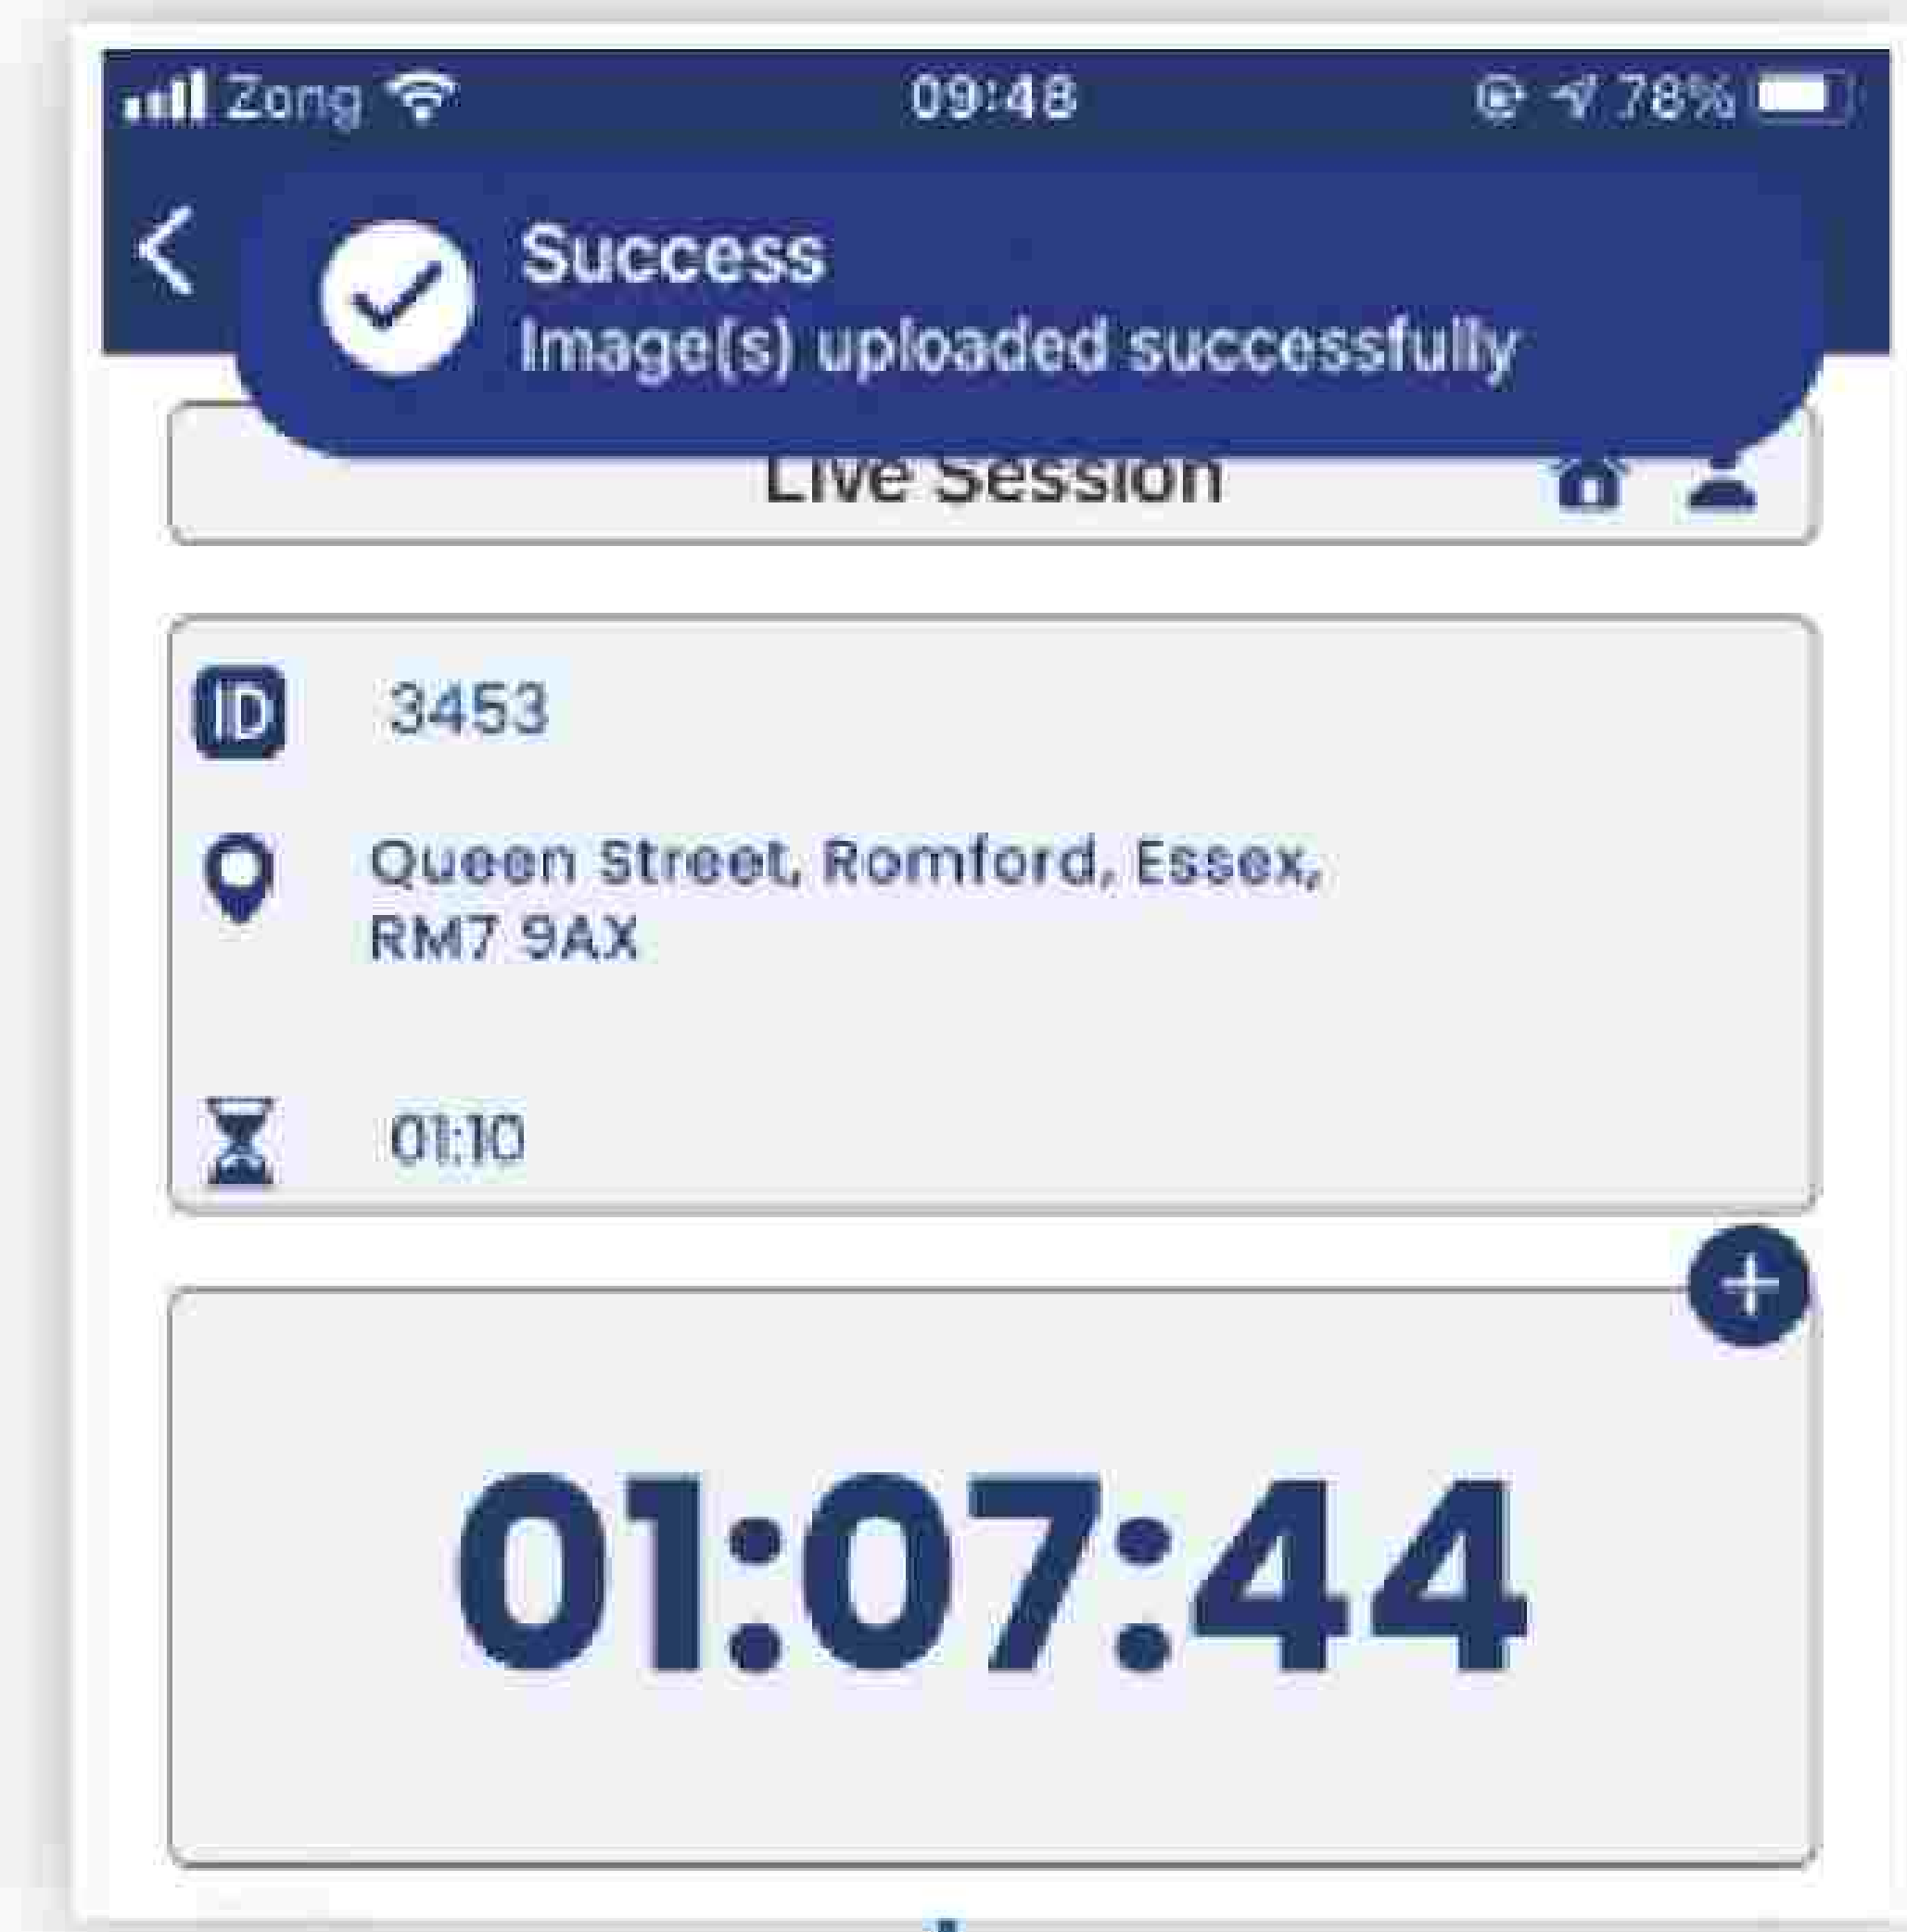 Zong 09:48 78%
Success
Image(s) uploaded successfully
Live Session
ID 3453
Queen Street, Romford, Essex,
RM7 9AX
01:10
+
01:07:44